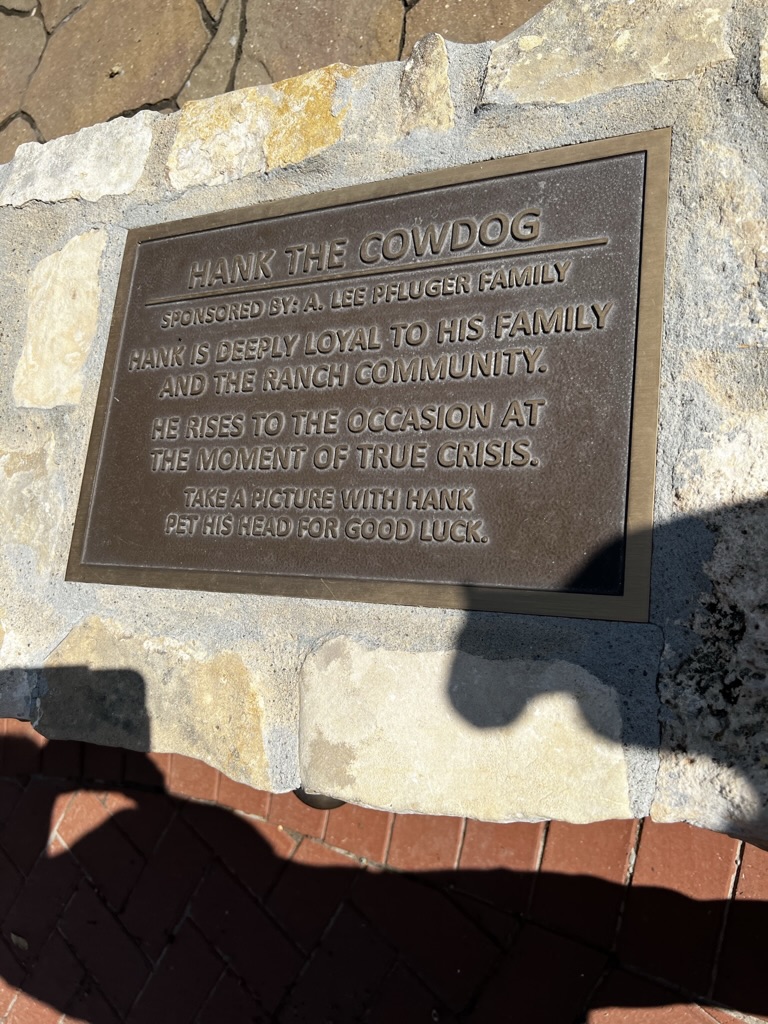 HANK THE COWDOG
SPONSORED BY: A. LEE PFLUGER FAMILY
HANK IS DEEPLY LOYAL TO HIS FAMILY
AND THE RANCH COMMUNITY.
HE RISES TO THE OCCASION AT
THE MOMENT OF TRUE CRISIS.
TAKE A PICTURE WITH HANK
PET HIS HEAD FOR GOOD LUCK.